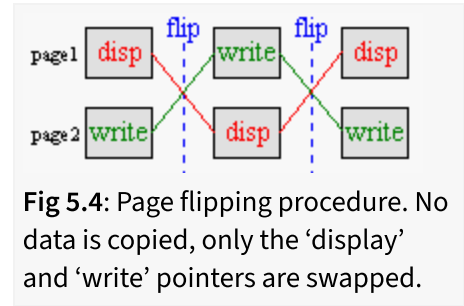 flip flip
page1 disp write disp
page2 write disp write
Fig 5.4: Page flipping procedure. No
data is copied, only the ‘display’
and ‘write’ pointers are swapped.